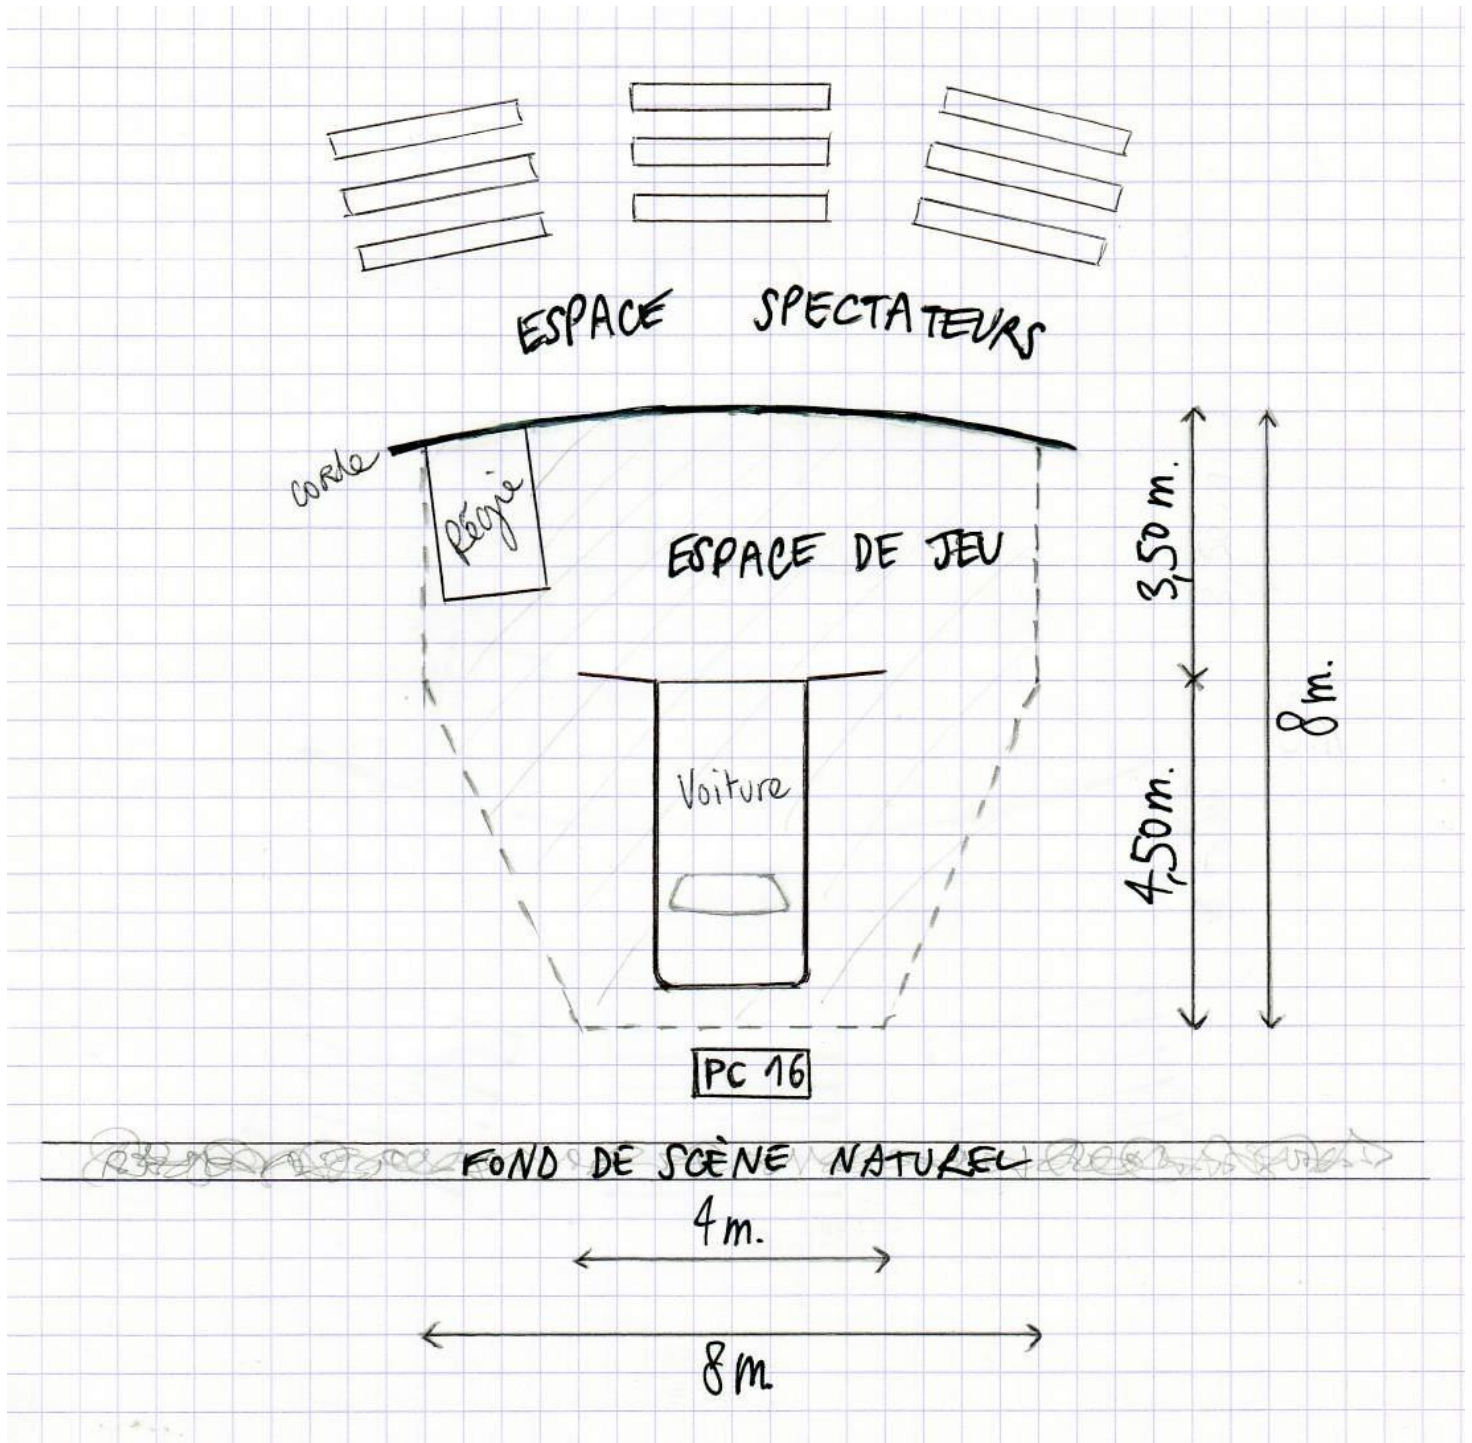 ESPACE SPECTATEURS
corde
Régie
ESPACE DE JEU
3,50 m.
8 m.
Voiture
4,50 m.
PC 16
FOND DE SCÈNE NATUREL
4 m.
8 m.